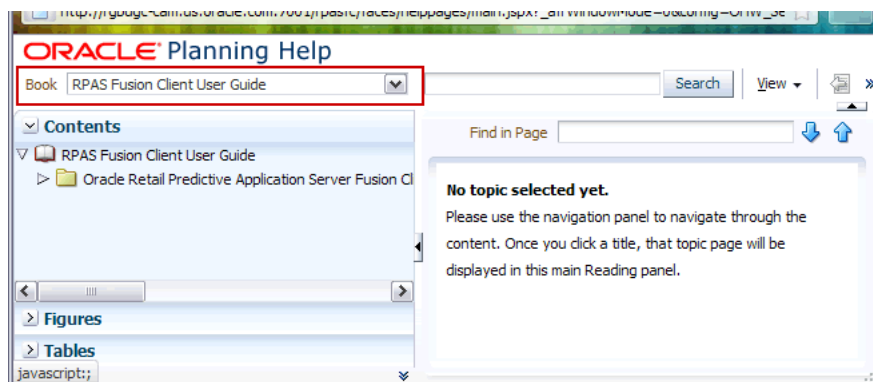 ORACLE Planning Help
Book RPAS Fusion Client User Guide Search View
Contents
RPAS Fusion Client User Guide
Oracle Retail Predictive Application Server Fusion Cl
Figures
Tables
javascript:;
Find in Page
No topic selected yet.
Please use the navigation panel to navigate through the
content. Once you click a title, that topic page will be
displayed in this main Reading panel.